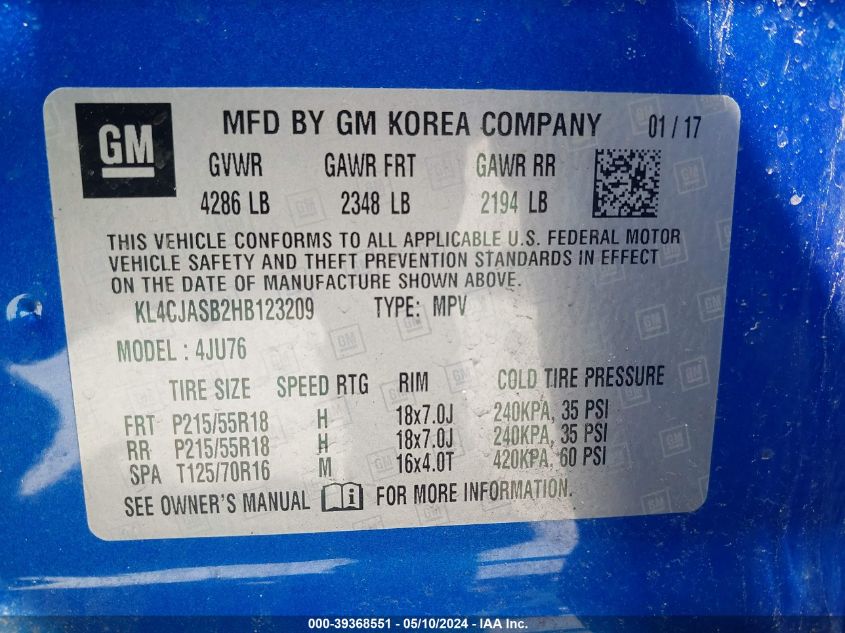 GM MFD BY GM KOREA COMPANY 01 / 17
GVWR GAWR FRT GAWR RR
4286 LB 2348 LB 2194 LB
THIS VEHICLE CONFORMS TO ALL APPLICABLE U.S. FEDERAL MOTOR
VEHICLE SAFETY AND THEFT PREVENTION STANDARDS IN EFFECT
ON THE DATE OF MANUFACTURE SHOWN ABOVE.
KL4CJASB2HB123209 TYPE: MPV
MODEL : 4JU76
TIRE SIZE SPEED RTG RIM COLD TIRE PRESSURE
FRT P215/55R18 H 18x7.0J 240KPA, 35 PSI
RR P215/55R18 H 18x7.0J 240KPA, 35 PSI
SPA T125/70R16 M 16x4.0T 420KPA, 60 PSI
SEE OWNER'S MANUAL i FOR MORE INFORMATION.
000-39368551 - 05/10/2024 - IAA Inc.